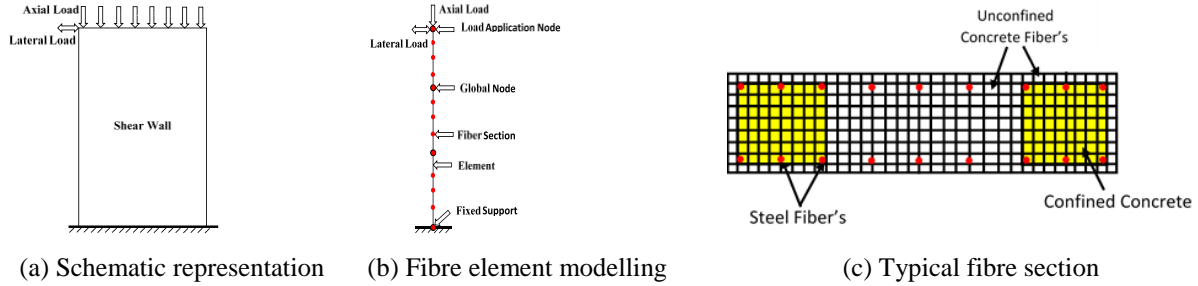 Axial Load
Lateral Load
Shear Wall
(a) Schematic representation
Axial Load
Load Application Node
Lateral Load
Global Node
Fiber Section
Element
Fixed Support
(b) Fibre element modelling
Unconfined
Concrete Fiber's
Steel Fiber's
Confined Concrete
(c) Typical fibre section